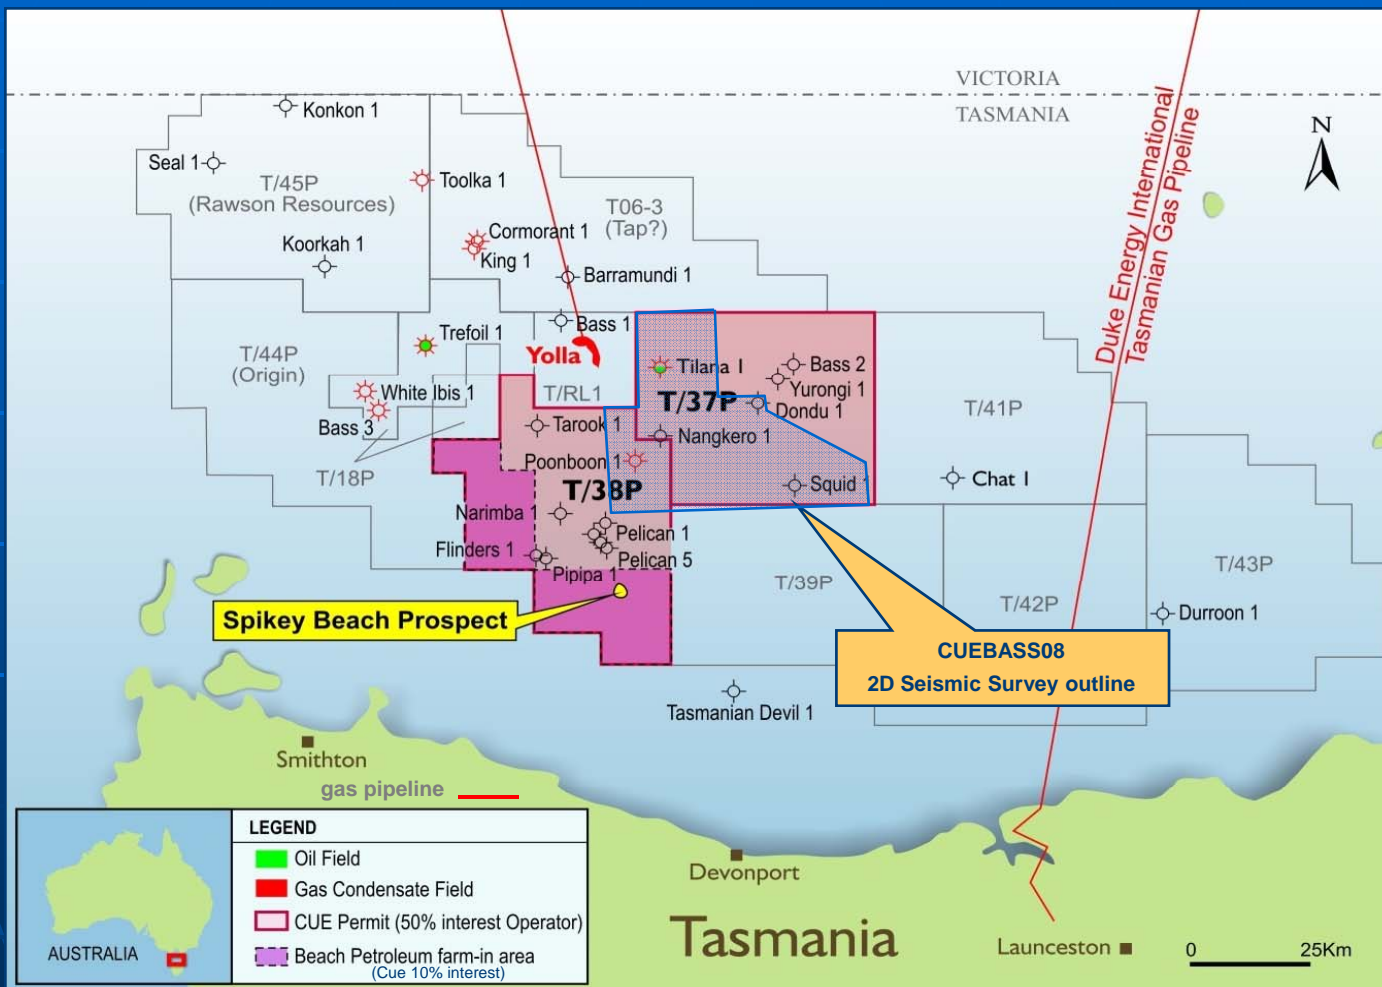 VICTORIA
TASMANIA
N
Konkon 1
Seal 1
T/45P
(Rawson Resources)
Toolka 1
T06-3
(Tap?)
Cormorant 1
King 1
Koorkah 1
Barramundi 1
Duke Energy International
Tasmanian Gas Pipeline
Bass 1
Trefoil 1
Yolla
T/44P
(Origin)
Tilana 1
Bass 2
Yurongi 1
White Ibis 1
T/RL1
T/37P
Dondu 1
T/41P
Bass 3
Tarook 1
Nangkero 1
T/18P
Poonboon 1
T/38P
Squid 1
Chat 1
Narimba 1
Pelican 1
Flinders 1
Pelican 5
Pipipa 1
T/39P
T/42P
T/43P
Durroon 1
Spikey Beach Prospect
CUEBASS08
2D Seismic Survey outline
Tasmanian Devil 1
Smithton
gas pipeline
LEGEND
Oil Field
Gas Condensate Field
CUE Permit (50% interest Operator)
Beach Petroleum farm-in area
(Cue 10% interest)
AUSTRALIA
Devonport
Tasmania
Launceston
0 25Km